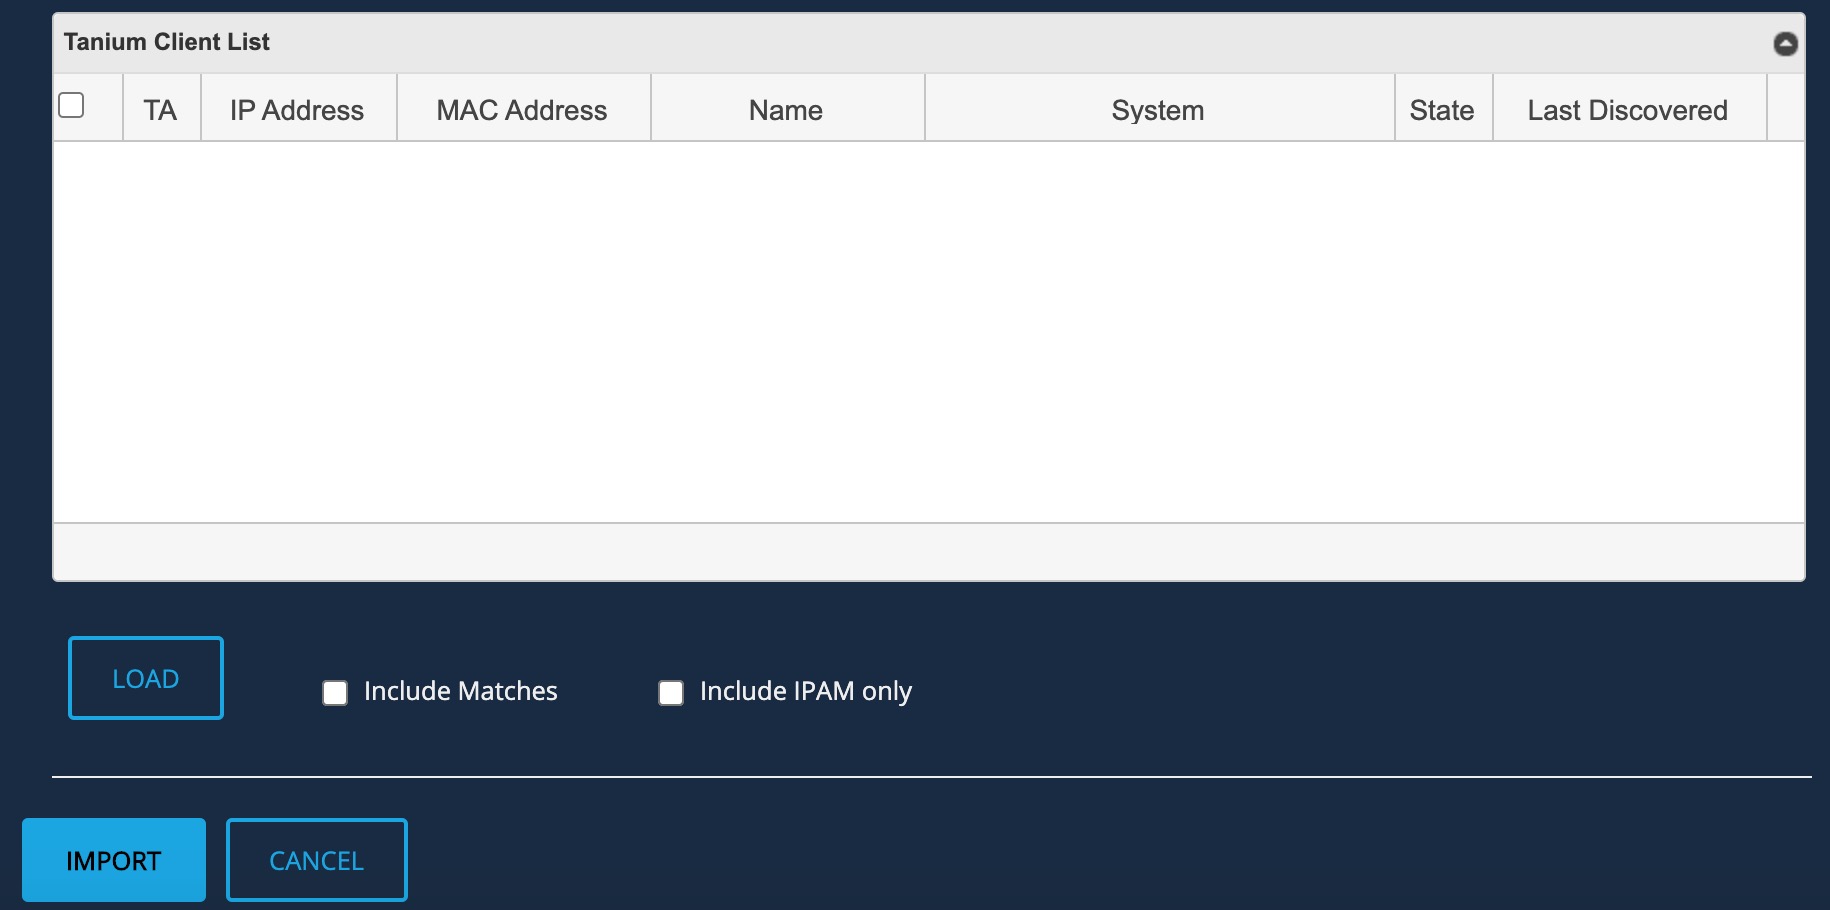 Tanium Client List
TA IP Address MAC Address Name System State Last Discovered
LOAD Include Matches Include IPAM only
IMPORT CANCEL